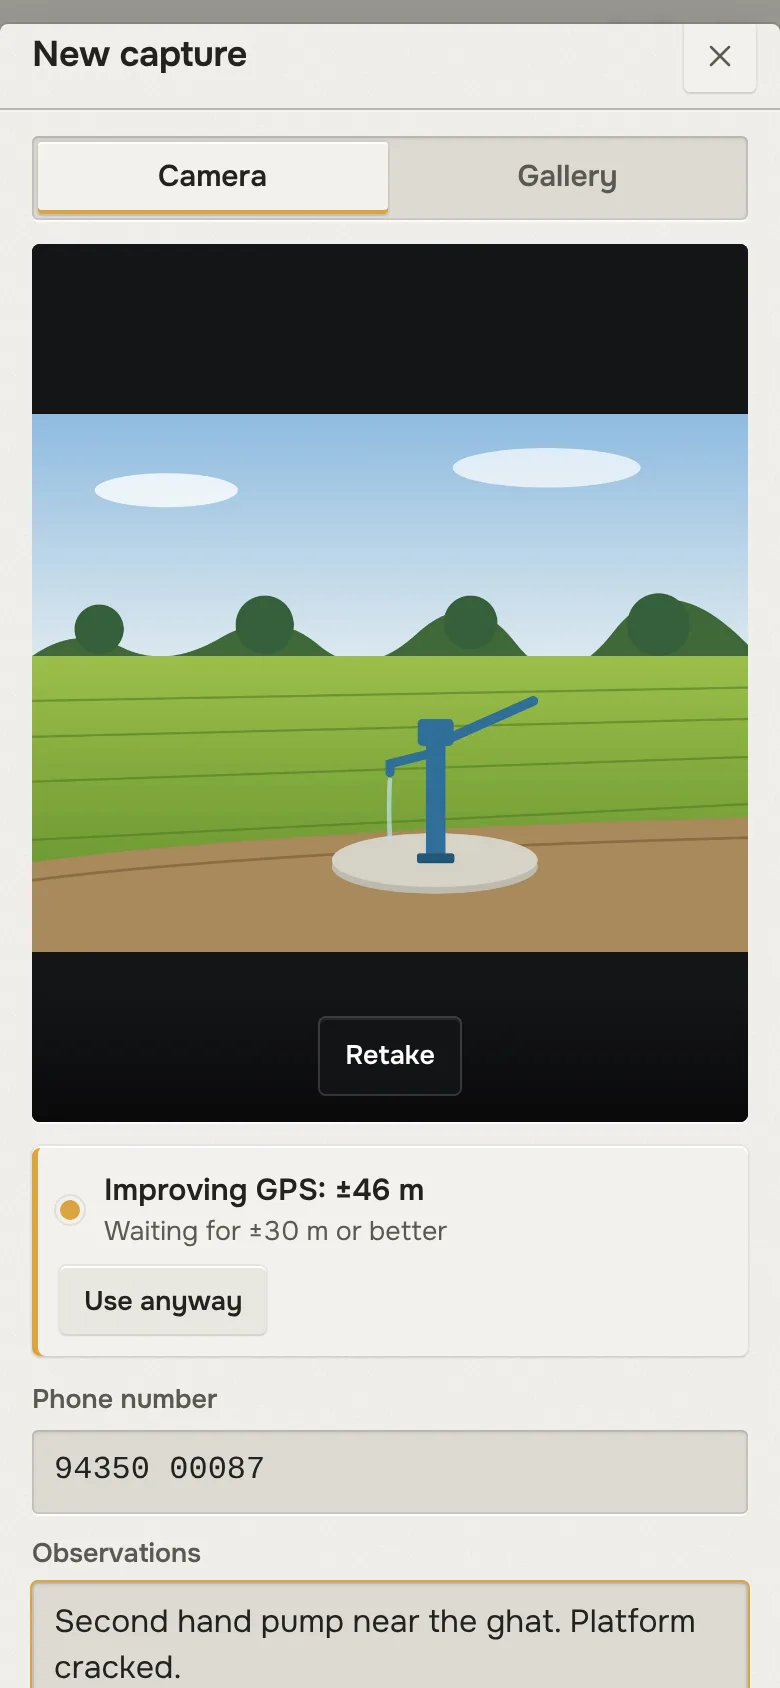 New capture
Camera
Gallery
Retake
Improving GPS: ±46 m
Waiting for ±30 m or better
Use anyway
Phone number
94350 00087
Observations
Second hand pump near the ghat. Platform
cracked.